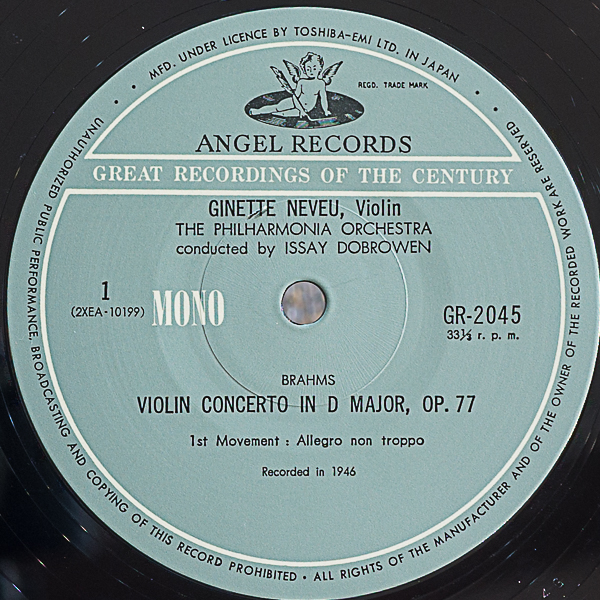 • • MFD. UNDER LICENCE BY TOSHIBA-EMI LTD. IN JAPAN • •
REGD. TRADE MARK
ANGEL RECORDS
GREAT RECORDINGS OF THE CENTURY
GINETTE NEVEU, Violin
THE PHILHARMONIA ORCHESTRA
conducted by ISSAY DOBROWEN
1
(2XEA-10199)
MONO
GR-2045
33⅓ r. p. m.
BRAHMS
VIOLIN CONCERTO IN D MAJOR, OP. 77
1st Movement : Allegro non troppo
Recorded in 1946
UNAUTHORIZED PUBLIC PERFORMANCE, BROADCASTING AND COPYING OF THIS RECORD PROHIBITED • ALL RIGHTS OF THE MANUFACTURER AND OF THE OWNER OF THE RECORDED WORK ARE RESERVED